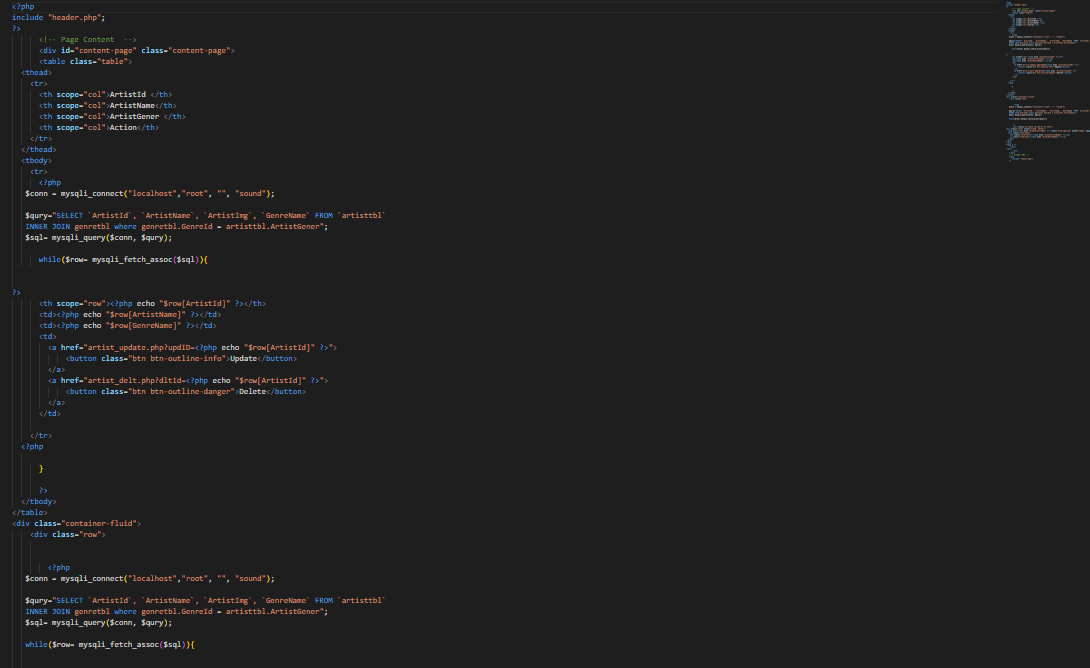 <?php
include "header.php";
?>
<!-- Page Content -->
<div id="content-page" class="content-page">
<table class="table">
<thead>
<tr>
<th scope="col">ArtistId </th>
<th scope="col">ArtistName</th>
<th scope="col">ArtistGener </th>
<th scope="col">Action</th>
</tr>
</thead>
<tbody>
<tr>
<?php
$conn = mysqli_connect("localhost","root", "", "sound");
$qury="SELECT `ArtistId`, `ArtistName`, `ArtistImg`, `GenreName` FROM `artisttbl`
INNER JOIN genretbl where genretbl.GenreId = artisttbl.ArtistGener";
$sql= mysqli_query($conn, $qury);
while($row= mysqli_fetch_assoc($sql)){
?>
<th scope="row"><?php echo "$row[ArtistId]" ?></th>
<td><?php echo "$row[ArtistName]" ?></td>
<td><?php echo "$row[GenreName]" ?></td>
<td>
<a href="artist_update.php?updID=<?php echo "$row[ArtistId]" ?>">
<button class="btn btn-outline-info">Update</button>
</a>
<a href="artist_delt.php?dltId=<?php echo "$row[ArtistId]" ?>">
<button class="btn btn-outline-danger">Delete</button>
</a>
</td>
</tr>
<?php
}
?>
</tbody>
</table>
<div class="container-fluid">
<div class="row">
<?php
$conn = mysqli_connect("localhost","root", "", "sound");
$qury="SELECT `ArtistId`, `ArtistName`, `ArtistImg`, `GenreName` FROM `artisttbl`
INNER JOIN genretbl where genretbl.GenreId = artisttbl.ArtistGener";
$sql= mysqli_query($conn, $qury);
while($row= mysqli_fetch_assoc($sql)){